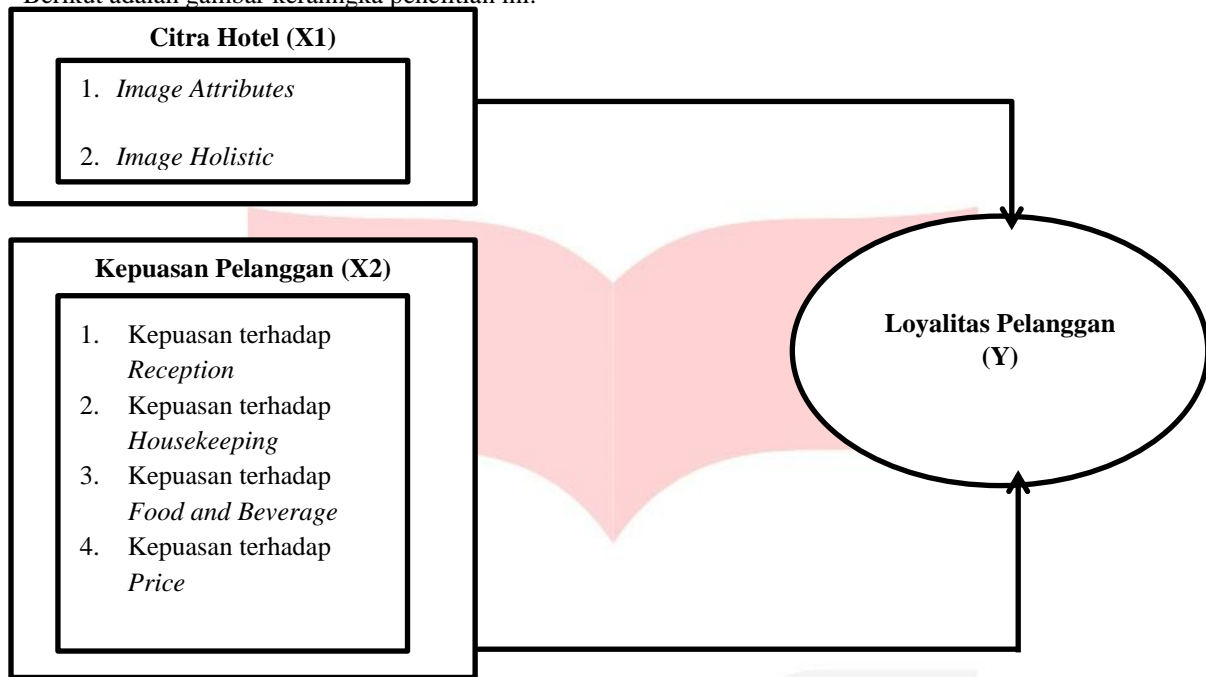 Berikut adalah gambar kerangka penelitian ini:
Citra Hotel (X1)
1. Image Attributes
2. Image Holistic
Kepuasan Pelanggan (X2)
1. Kepuasan terhadap
Reception
2. Kepuasan terhadap
Housekeeping
3. Kepuasan terhadap
Food and Beverage
4. Kepuasan terhadap
Price
Loyalitas Pelanggan
(Y)